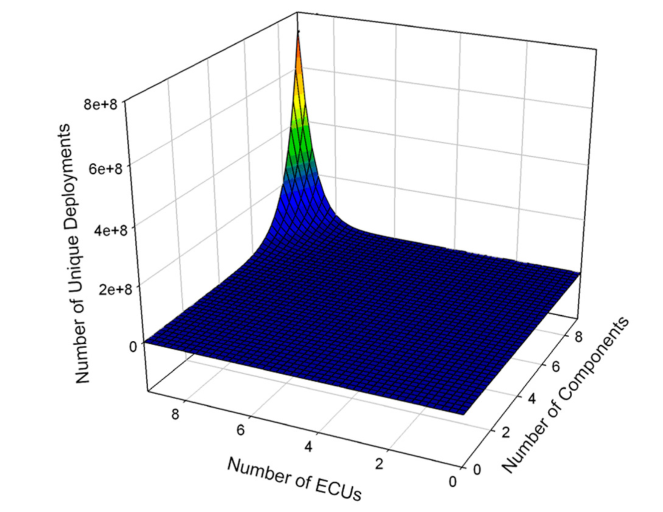 Number of Unique Deployments
8e+8
6e+8
4e+8
2e+8
0
8
6
4
2
0
Number of ECUs
8
6
4
2
0
Number of Components